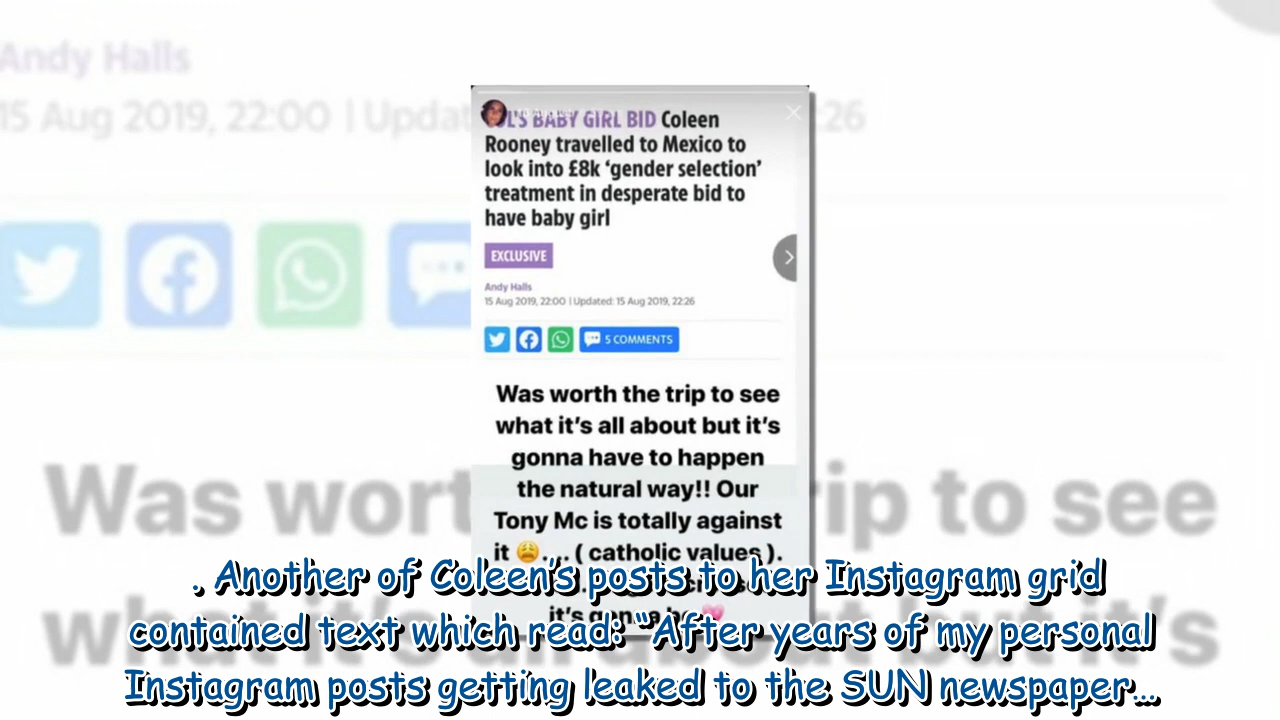 Andy Halls
15 Aug 2019, 22:00 | Updat
:26
L'S BABY GIRL BID Coleen
Rooney travelled to Mexico to
look into £8k ‘gender selection’
treatment in desperate bid to
have baby girl
EXCLUSIVE
Andy Halls
15 Aug 2019, 22:00 | Updated: 15 Aug 2019, 22:26
5 COMMENTS
Was worth the trip to see
what it’s all about but it’s
gonna have to happen
the natural way!! Our
Tony Mc is totally against
it 😩.... ( catholic values ).
it’s gonna be 💗
Was wort
rip to see
. Another of Coleen’s posts to her Instagram grid
contained text which read: “After years of my personal
Instagram posts getting leaked to the SUN newspaper...